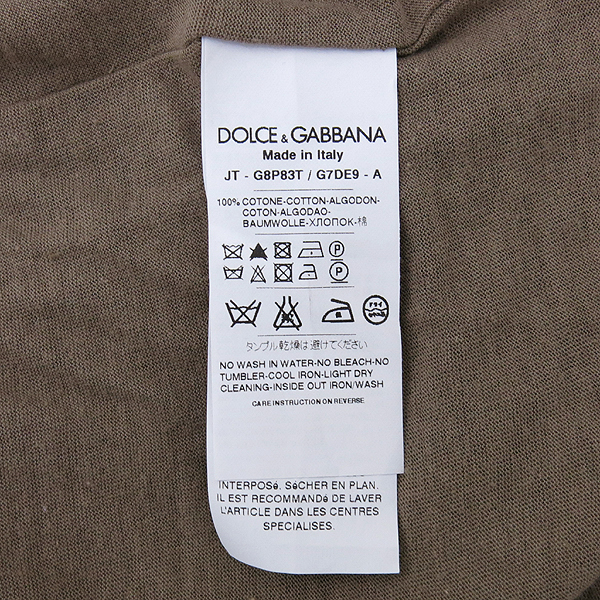 DOLCE & GABBANA
Made in Italy
JT - G8P83T / G7DE9 - A
100% COTONE-COTTON-ALGODON-
COTON-ALGODAO-
BAUMWOLLE-ХЛОПОК-棉
P
P
ドライ
タンブル乾燥は避けてください
NO WASH IN WATER-NO BLEACH-NO
TUMBLER-COOL IRON-LIGHT DRY
CLEANING-INSIDE OUT IRON/WASH
CARE INSTRUCTION ON REVERSE
INTERPOSé. SéCHER EN PLAN.
IL EST RECOMMANDé DE LAVER
L'ARTICLE DANS LES CENTRES
SPECIALISES.